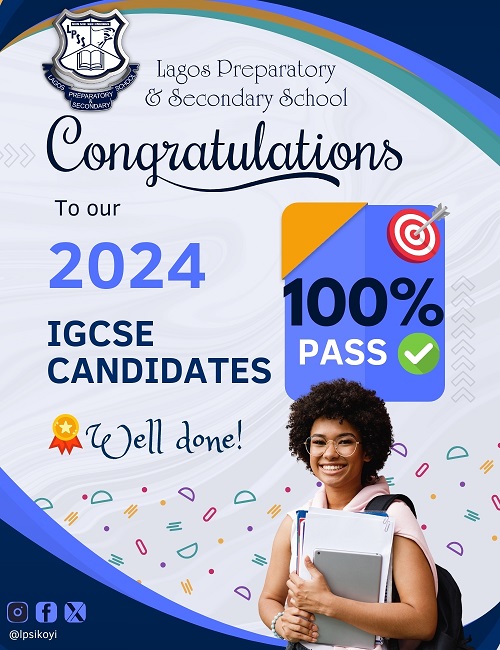 LPSS
LAGOS PREPARATORY & SECONDARY SCHOOL
Lagos Preparatory
& Secondary School
Congratulations
To our
2024
IGCSE
CANDIDATES
100%
PASS
Well done!
@lpsikoyi